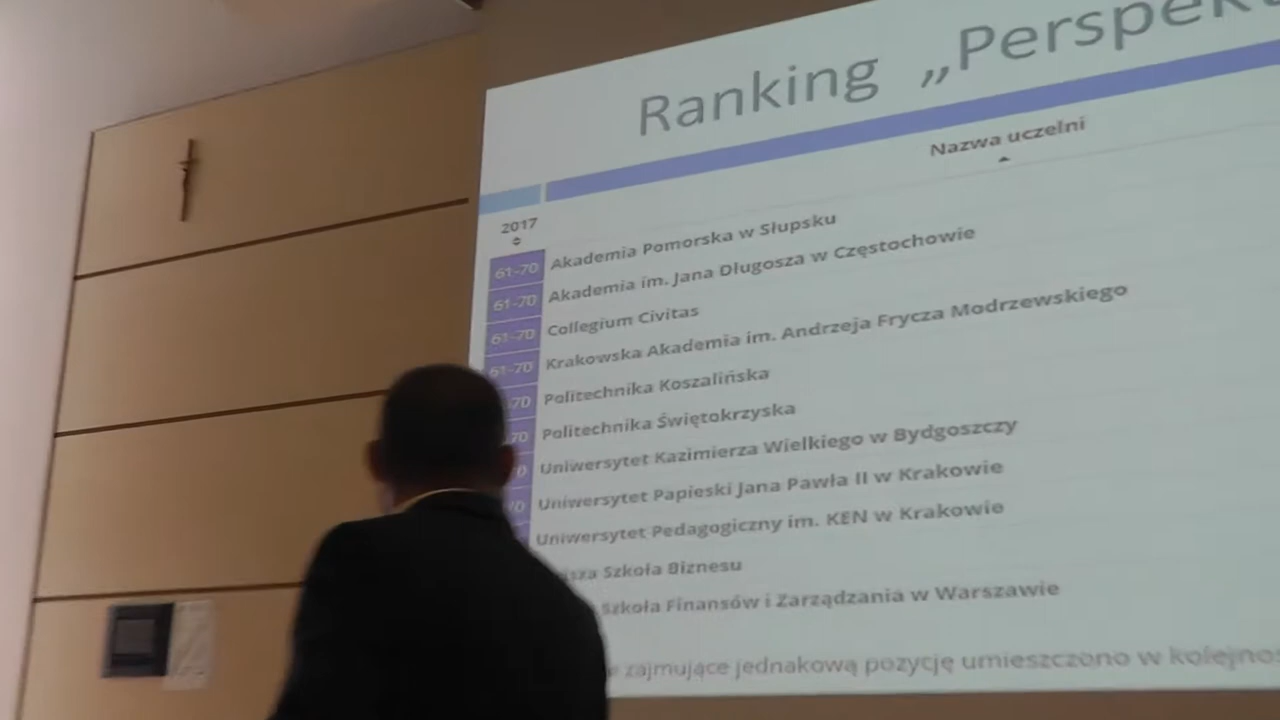 Ranking
Nazwa uczelni
2017
61-70 Akademia Pomorska w Słupsku
61-70 Akademia im. Jana Długosza w Częstochowie
61-70 Collegium Civitas
61-70 Krakowska Akademia im. Andrzeja Frycza Modrzewskiego
70 Politechnika Koszalińska
70 Politechnika Świętokrzyska
Uniwersytet Kazimierza Wielkiego w Bydgoszczy
Uniwersytet Papieski Jana Pawła II w Krakowie
Uniwersytet Pedagogiczny im. KEN w Krakowie
Szkoła Biznesu
Szkoła Finansów i Zarządzania w Warszawie
zajmujące jednakową pozycję umieszczono w